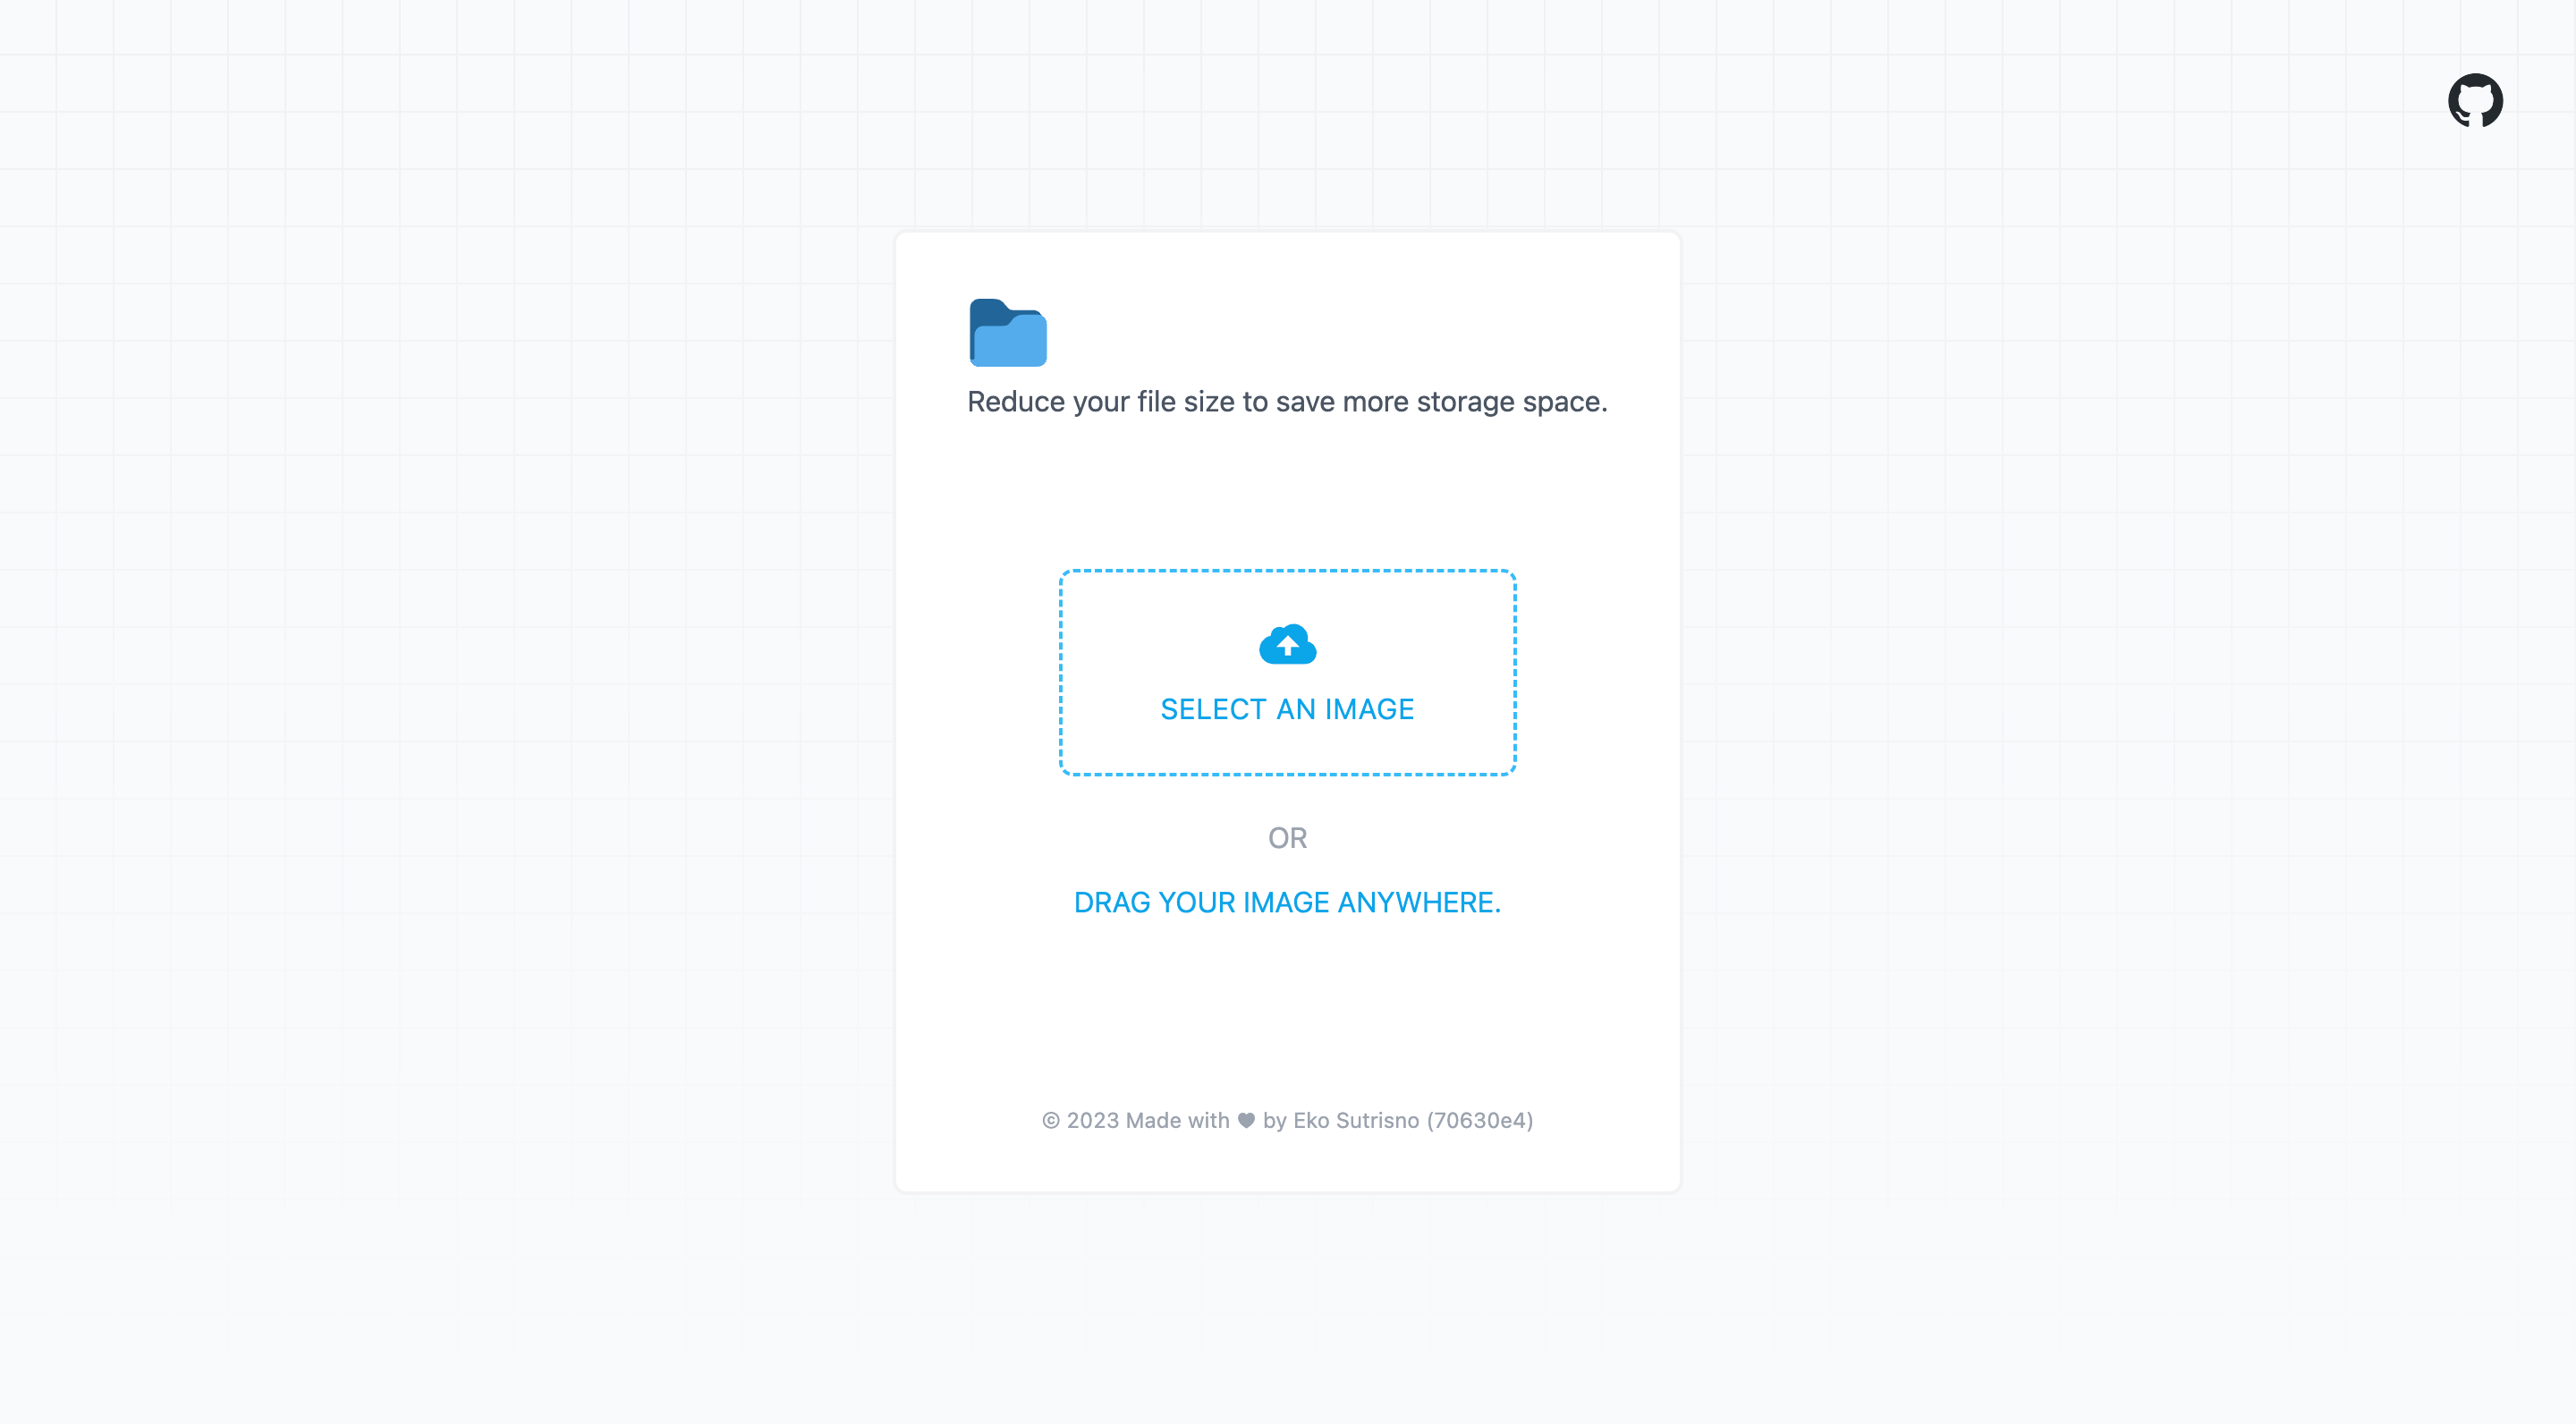 Reduce your file size to save more storage space.
SELECT AN IMAGE
OR
DRAG YOUR IMAGE ANYWHERE.
© 2023 Made with ♥ by Eko Sutrisno (70630e4)